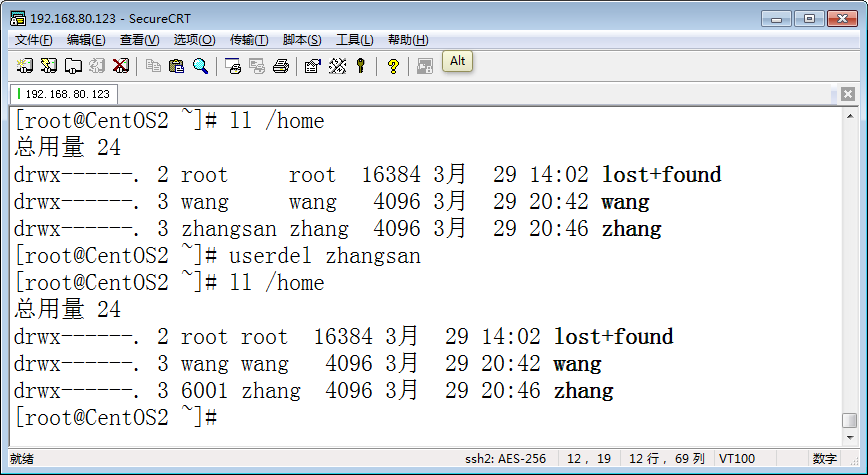 192.168.80.123 - SecureCRT
文件(F) 编辑(E) 查看(V) 选项(O) 传输(T) 脚本(S) 工具(L) 帮助(H)
Alt
192.168.80.123
[root@CentOS2 ~]# ll /home
总用量 24
drwx------. 2 root     root  16384 3月  29 14:02 lost+found
drwx------. 3 wang     wang   4096 3月  29 20:42 wang
drwx------. 3 zhangsan zhang  4096 3月  29 20:46 zhang
[root@CentOS2 ~]# userdel zhangsan
[root@CentOS2 ~]# ll /home
总用量 24
drwx------. 2 root root  16384 3月  29 14:02 lost+found
drwx------. 3 wang wang   4096 3月  29 20:42 wang
drwx------. 3 6001 zhang  4096 3月  29 20:46 zhang
[root@CentOS2 ~]#
就绪 ssh2: AES-256 12, 19 12 行, 69 列 VT100 数字